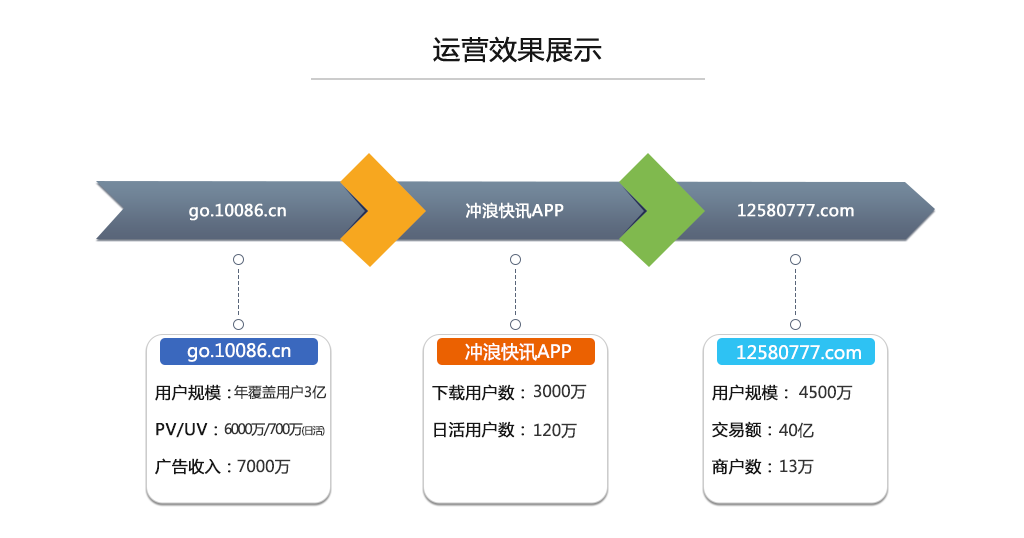 运营效果展示
go.10086.cn
冲浪快讯APP
12580777.com
go.10086.cn
用户规模：年覆盖用户3亿
PV/UV：6000万/700万(日活)
广告收入：7000万
冲浪快讯APP
下载用户数：3000万
日活用户数：120万
12580777.com
用户规模：4500万
交易额：40亿
商户数：13万